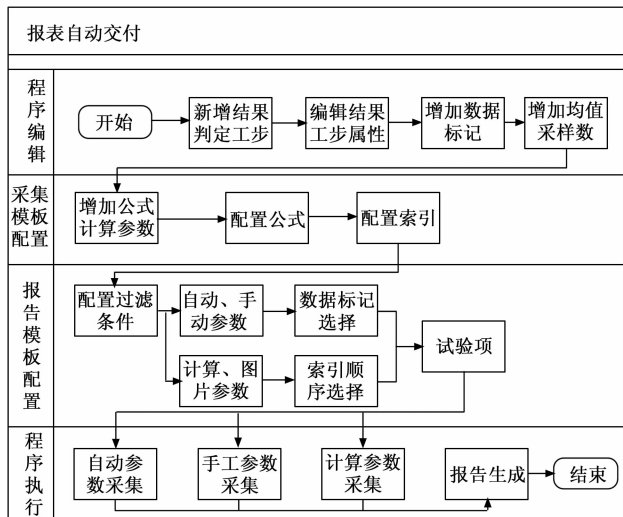 报表自动交付
程序编辑
开始
新增结果
判定工步
编辑结果
工步属性
增加数据
标记
增加均值
采样数
采集
模板
配置
增加公式
计算参数
配置公式
配置索引
报告模板配置
配置过滤
条件
自动、手
动参数
数据标记
选择
计算、图
片参数
索引顺
序选择
试验项
程序执行
自动参
数采集
手工参数
采集
计算参数
采集
报告生成
结束